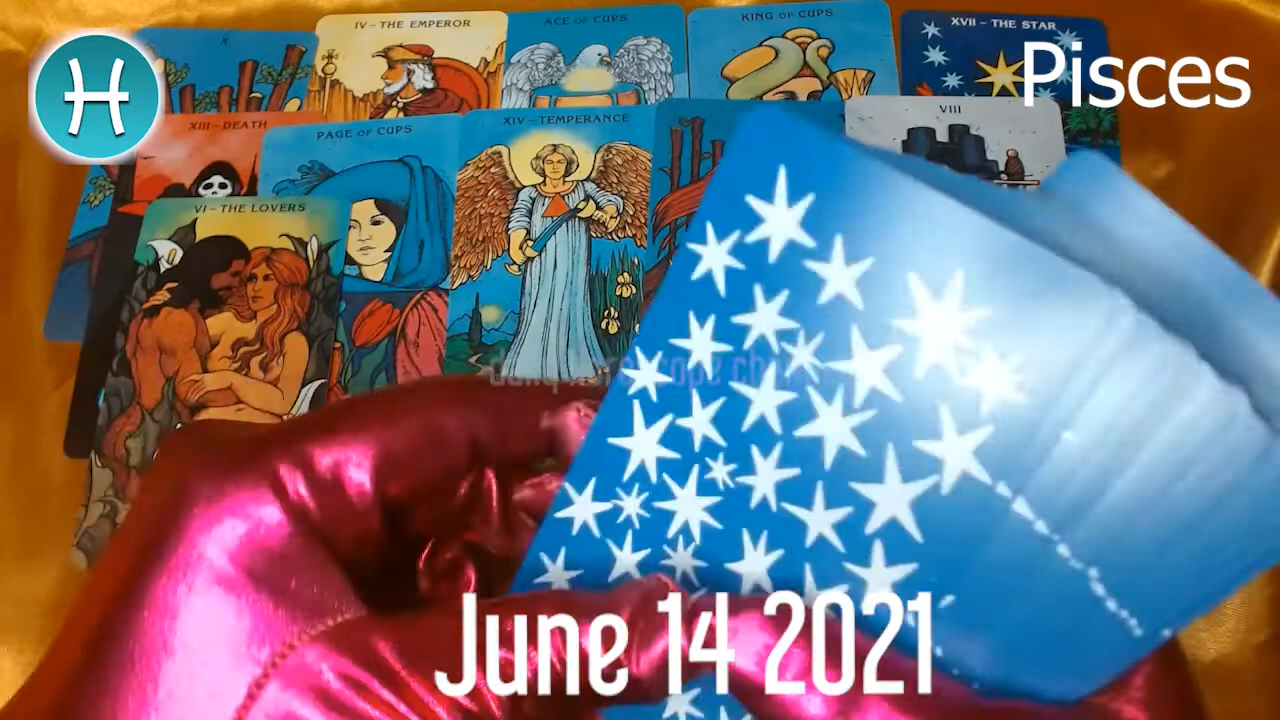 Pisces
X
IV – THE EMPEROR
ACE OF CUPS
KING OF CUPS
XVII – THE STAR
XIII – DEATH
PAGE OF CUPS
XIV – TEMPERANCE
VIII
VI – THE LOVERS
June 14 2021